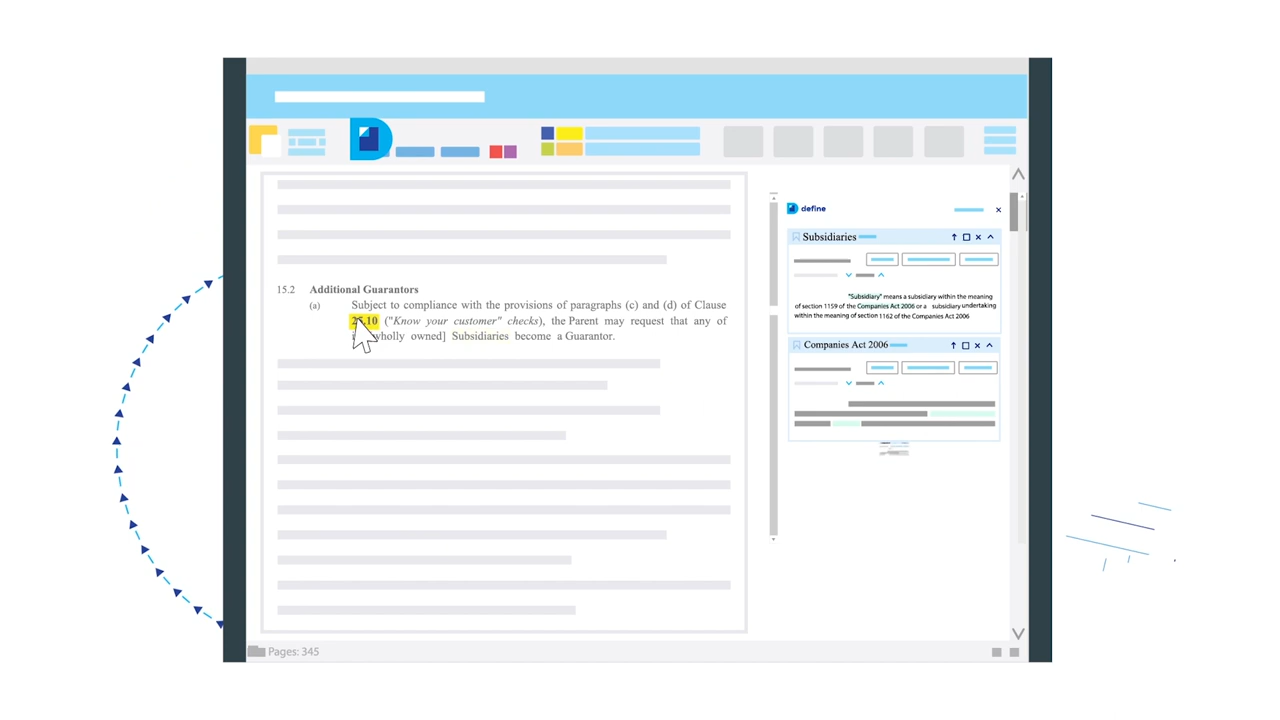 define
Subsidiaries
"Subsidiary" means a subsidiary within the meaning
of section 1159 of the Companies Act 2006 or a subsidiary undertaking
within the meaning of section 1162 of the Companies Act 2006
Companies Act 2006
15.2 Additional Guarantors
(a) Subject to compliance with the provisions of paragraphs (c) and (d) of Clause
("Know your customer" checks), the Parent may request that any of
wholly owned] Subsidiaries become a Guarantor.
Pages: 345